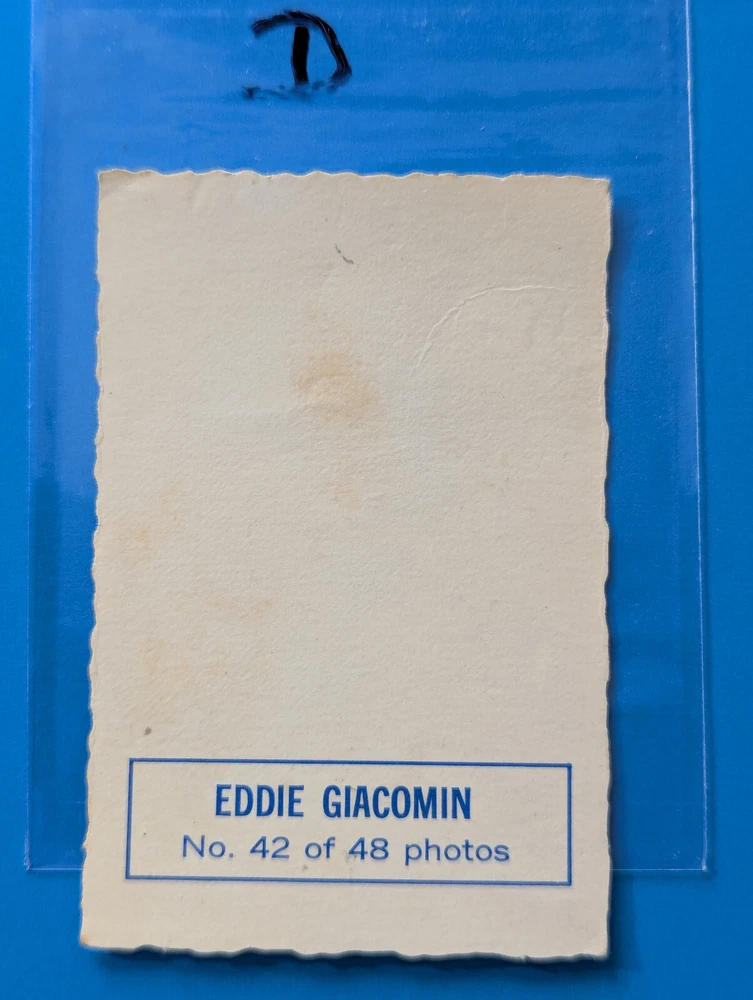 D
EDDIE GIACOMIN
No. 42 of 48 photos